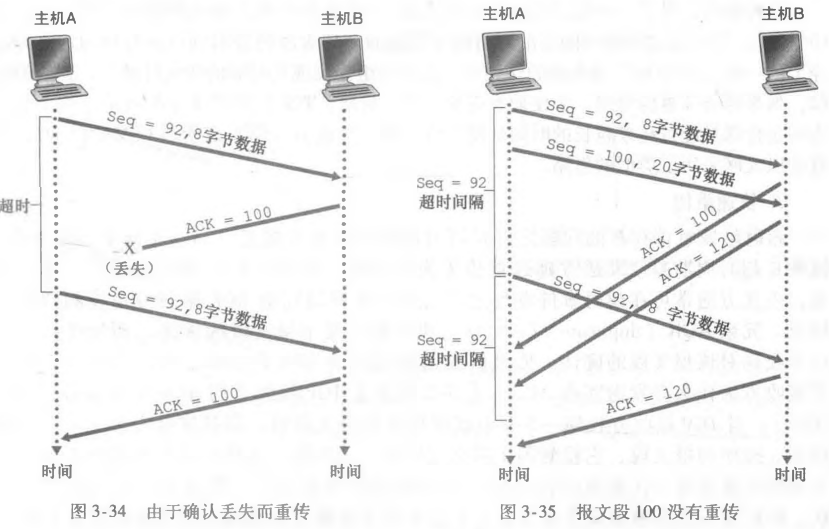 主机A
主机B
Seq = 92,8字节数据
超时
ACK = 100
X
(丢失)
Seq = 92,8字节数据
ACK = 100
时间
时间
图 3-34 由于确认丢失而重传
主机A
主机B
Seq = 92, 8字节数据
Seq = 100, 20字节数据
Seq = 92
超时间隔
ACK = 100
ACK = 120
Seq = 92, 8 字节数据
Seq = 92
超时间隔
ACK = 120
时间
时间
图 3-35 报文段 100 没有重传